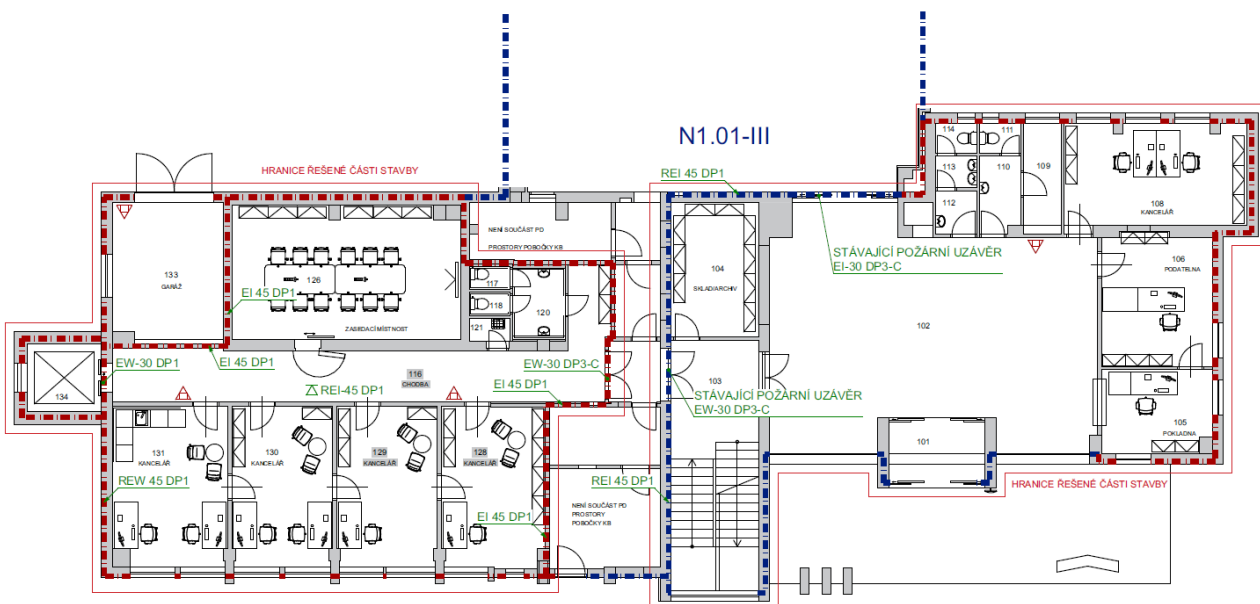 N1.01-III
HRANICE ŘEŠENÉ ČÁSTI STAVBY
REI 45 DP1
114
111
113
110
109
112
108
KANCELÁŘ
NENÍ SOUČÁST PD
PROSTORY POBOČKY KB
STÁVAJÍCÍ POŽÁRNÍ UZÁVĚR
EI-30 DP3-C
133
GARÁŽ
126
ZASEDACÍ MÍSTNOST
EI 45 DP1
117
118
121
120
104
SKLAD/ARCHIV
106
PODATELNA
102
EW-30 DP1
EI 45 DP1
134
116
CHODBA
REI-45 DP1
EW-30 DP3-C
EI 45 DP1
103
STÁVAJÍCÍ POŽÁRNÍ UZÁVĚR
EW-30 DP3-C
105
POKLADNA
101
131
KANCELÁŘ
130
KANCELÁŘ
129
KANCELÁŘ
128
KANCELÁŘ
REW 45 DP1
REI 45 DP1
HRANICE ŘEŠENÉ ČÁSTI STAVBY
NENÍ SOUČÁST PD
PROSTORY
POBOČKY KB
EI 45 DP1